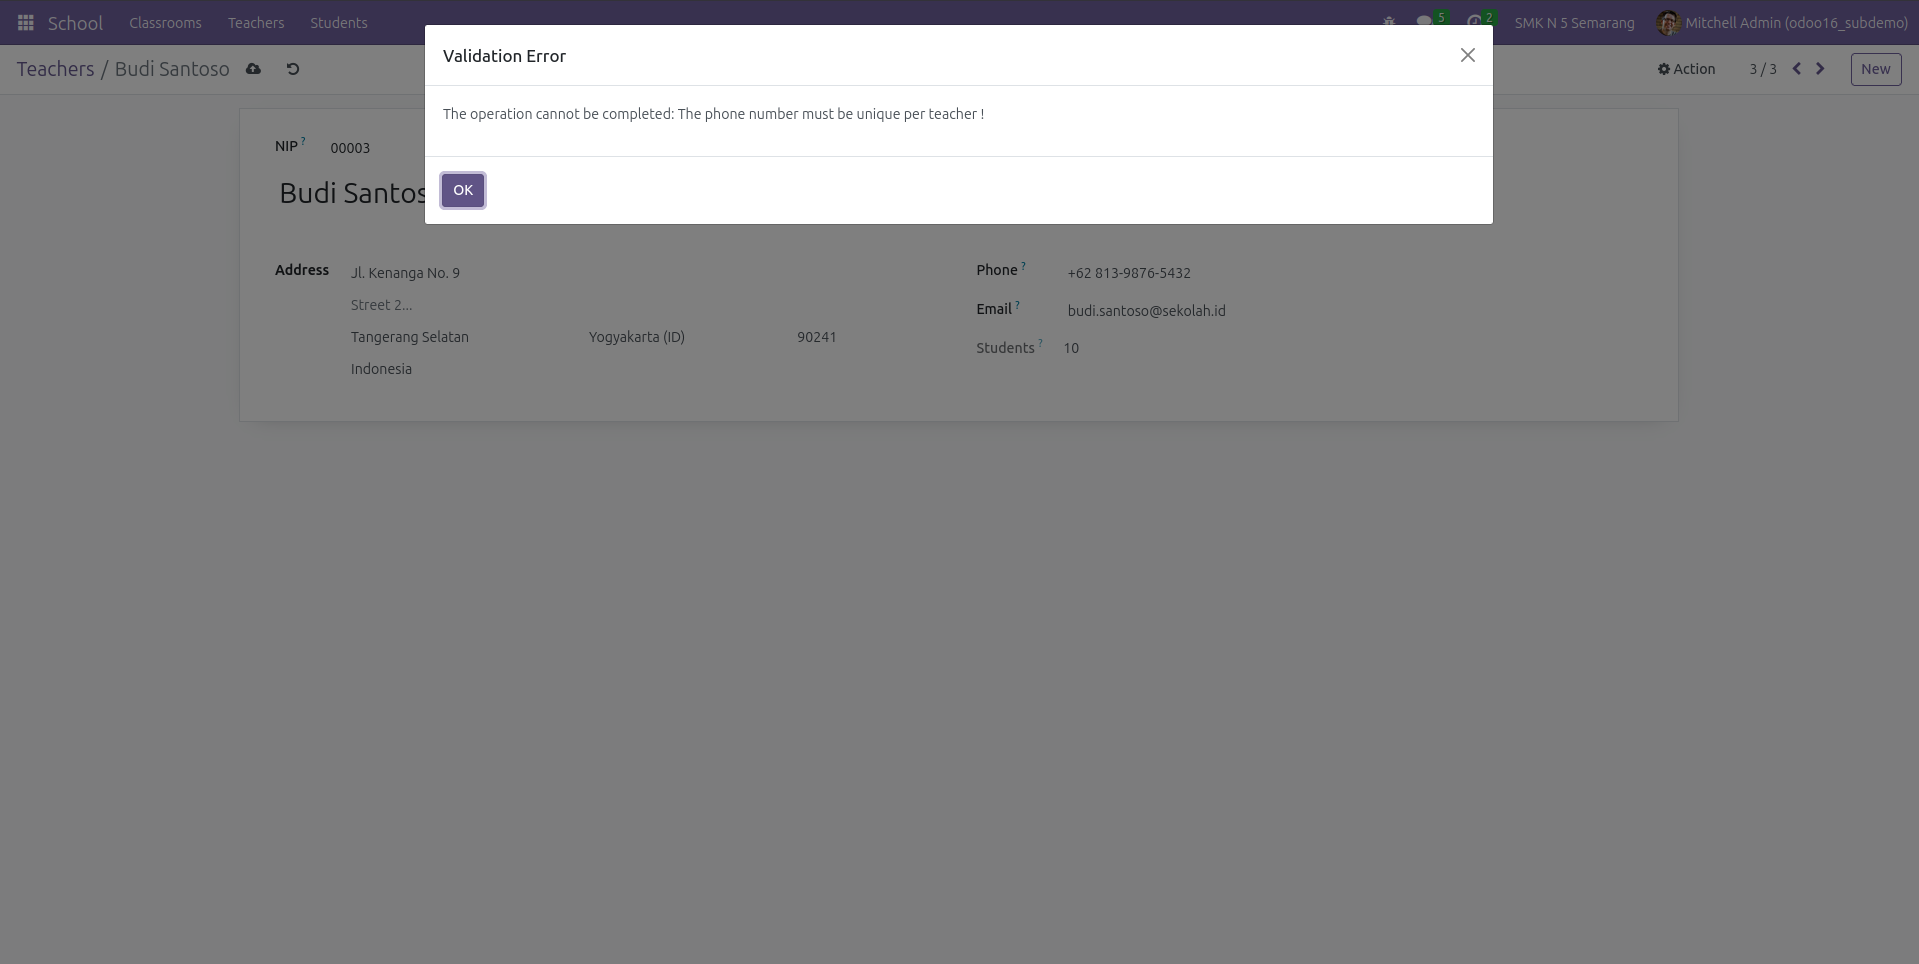 School Classrooms Teachers Students 5 2 SMK N 5 Semarang Mitchell Admin (odoo16_subdemo)
Teachers / Budi Santoso Action 3 / 3 New
Validation Error
The operation cannot be completed: The phone number must be unique per teacher !
OK
NIP ? 00003
Budi Santos
Address Jl. Kenanga No. 9
Street 2...
Tangerang Selatan Yogyakarta (ID) 90241
Indonesia
Phone ? +62 813-9876-5432
Email ? budi.santoso@sekolah.id
Students ? 10